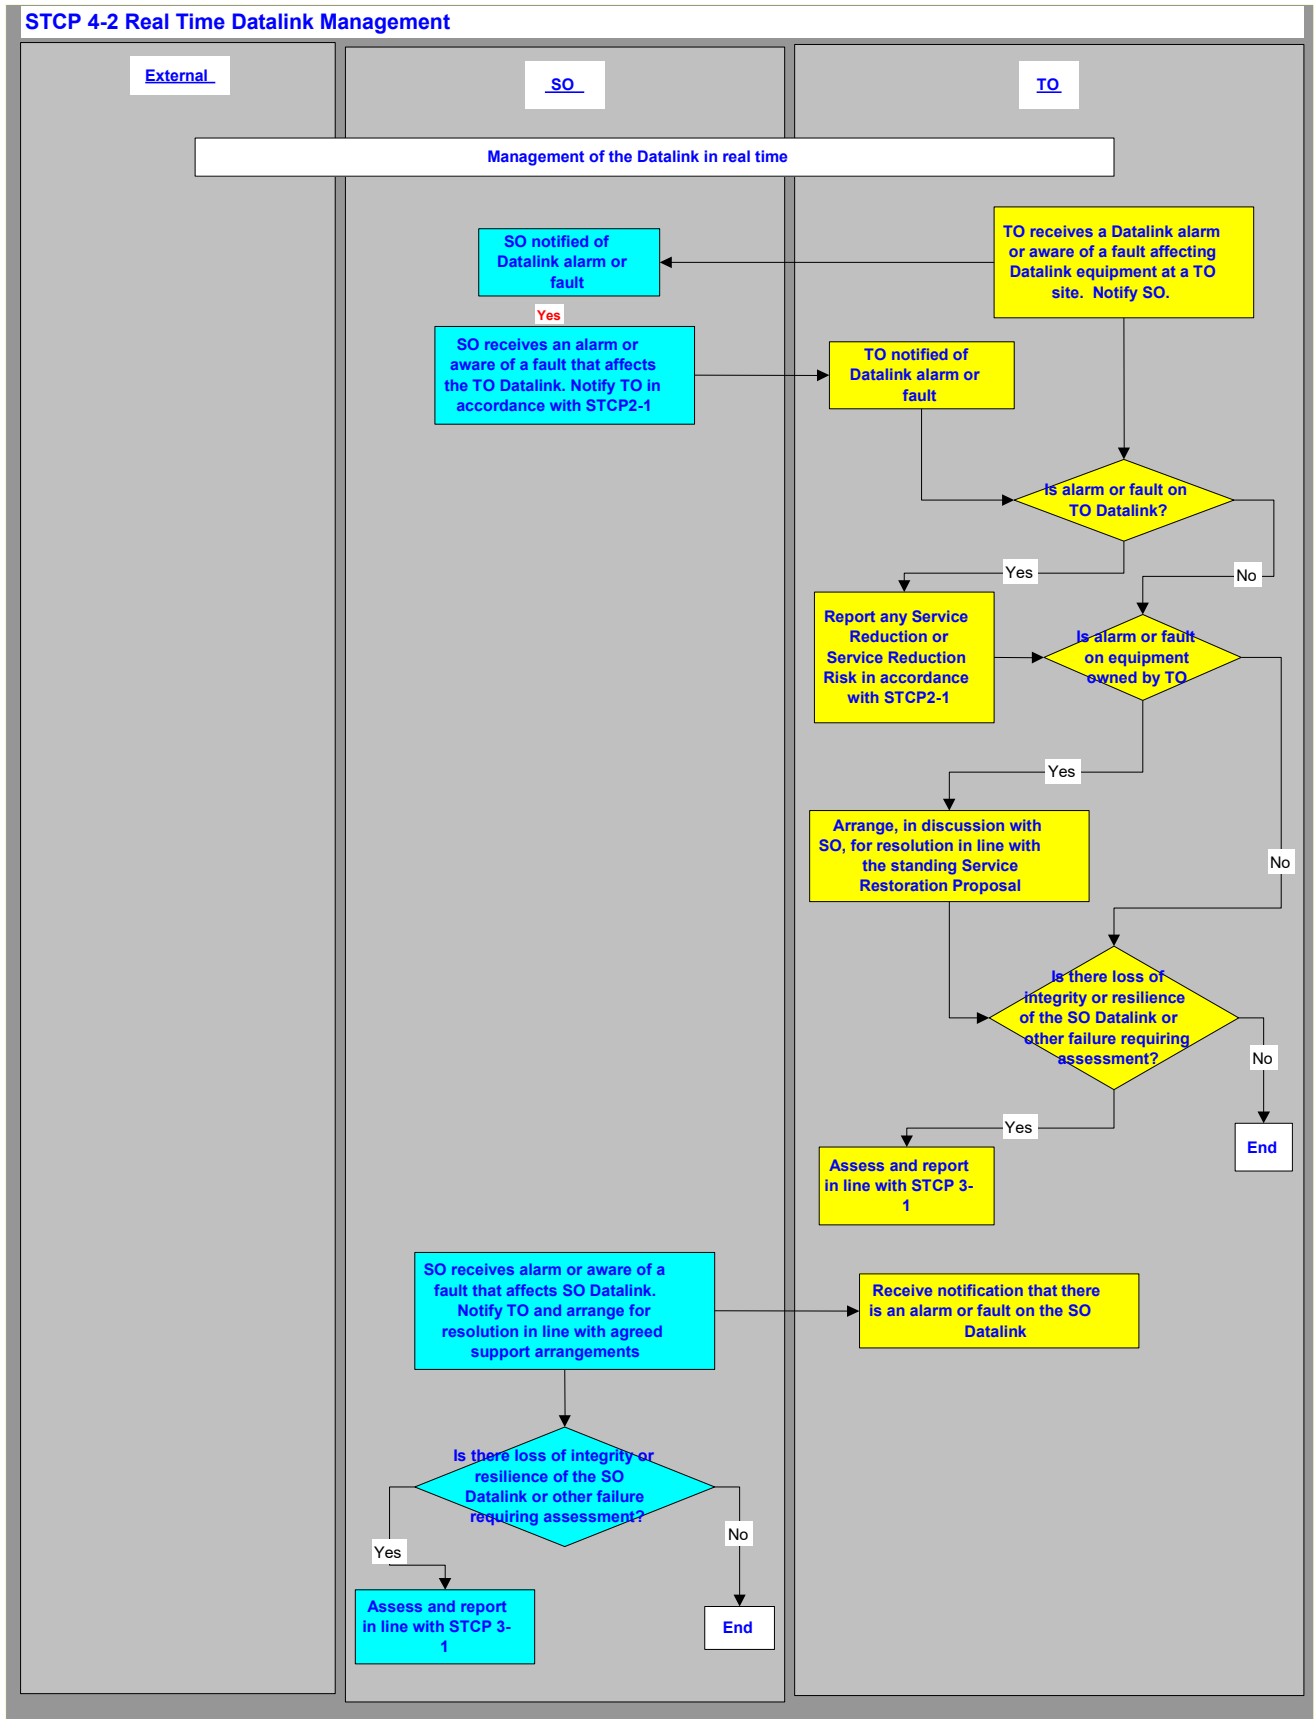 STCP 4-2 Real Time Datalink Management
External
SO
TO
Management of the Datalink in real time
TO receives a Datalink alarm
or aware of a fault affecting
Datalink equipment at a TO
site.  Notify SO.
SO notified of
Datalink alarm or
fault
Yes
SO receives an alarm or
aware of a fault that affects
the TO Datalink. Notify TO in
accordance with STCP2-1
TO notified of
Datalink alarm or
fault
Is alarm or fault on
TO Datalink?
Yes
No
Report any Service
Reduction or
Service Reduction
Risk in accordance
with STCP2-1
Is alarm or fault
on equipment
owned by TO
Yes
No
Arrange, in discussion with
SO, for resolution in line with
the standing Service
Restoration Proposal
Is there loss of
integrity or resilience
of the SO Datalink or
other failure requiring
assessment?
No
Yes
End
Assess and report
in line with STCP 3-
1
SO receives alarm or aware of a
fault that affects SO Datalink.
Notify TO and arrange for
resolution in line with agreed
support arrangements
Receive notification that there
is an alarm or fault on the SO
Datalink
Is there loss of integrity or
resilience of the SO
Datalink or other failure
requiring assessment?
Yes
No
Assess and report
in line with STCP 3-
1
End